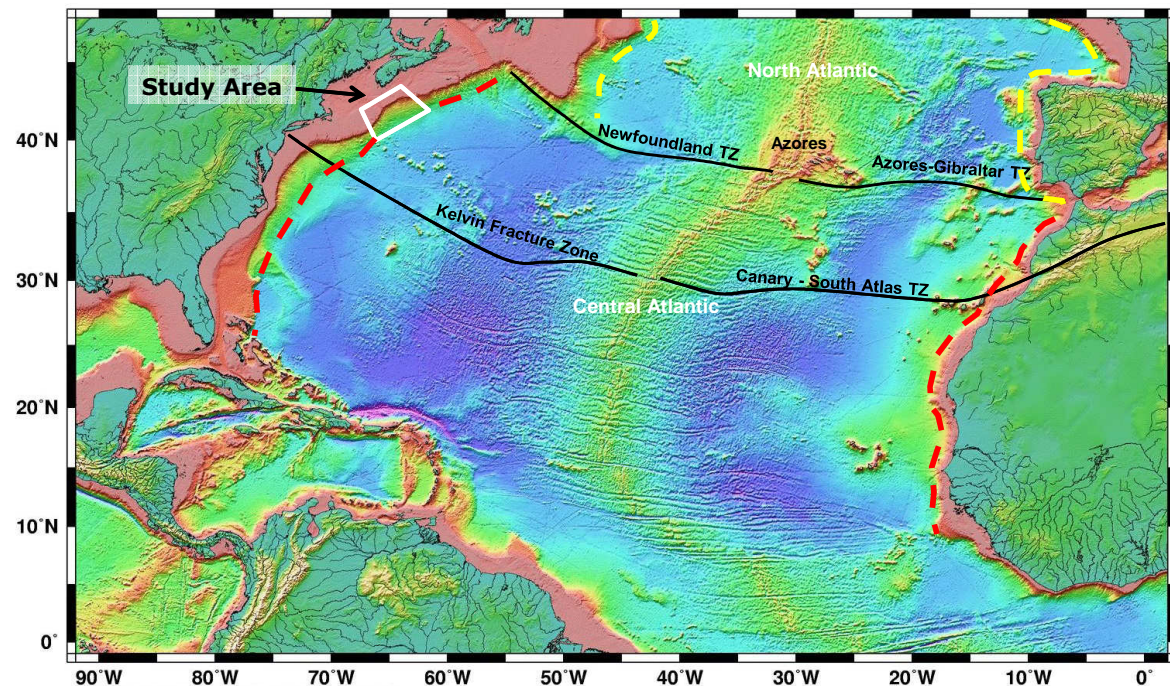 North Atlantic
Study Area
40°N
Newfoundland TZ
Azores
Azores-Gibraltar TZ
Kelvin Fracture Zone
30°N
Canary - South Atlas TZ
Central Atlantic
20°N
10°N
0°
90°W 80°W 70°W 60°W 50°W 40°W 30°W 20°W 10°W 0°